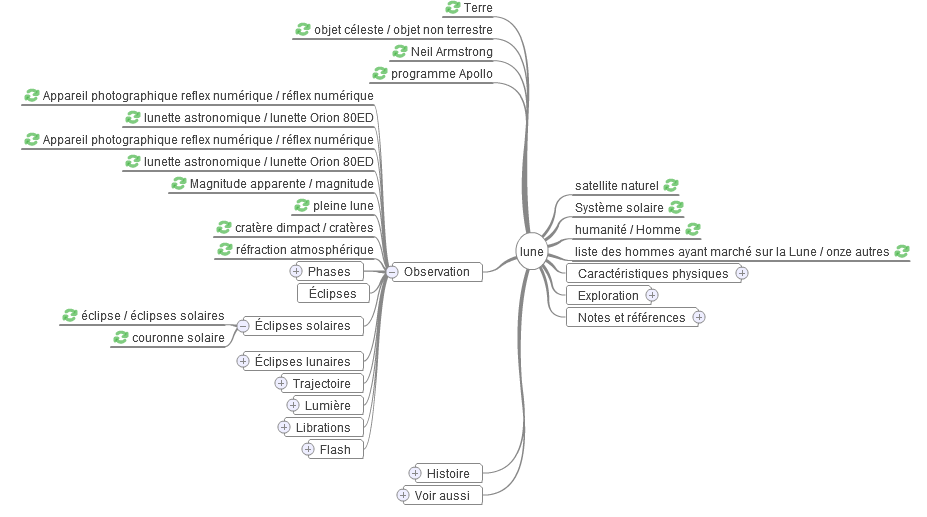 Terre
objet céleste / objet non terrestre
Neil Armstrong
programme Apollo
Appareil photographique reflex numérique / réflex numérique
lunette astronomique / lunette Orion 80ED
Appareil photographique reflex numérique / réflex numérique
lunette astronomique / lunette Orion 80ED
Magnitude apparente / magnitude
pleine lune
cratère dimpact / cratères
réfraction atmosphérique
Phases
Observation
Éclipses
éclipse / éclipses solaires
couronne solaire
Éclipses solaires
Éclipses lunaires
Trajectoire
Lumière
Librations
Flash
Histoire
Voir aussi
lune
satellite naturel
Système solaire
humanité / Homme
liste des hommes ayant marché sur la Lune / onze autres
Caractéristiques physiques
Exploration
Notes et références